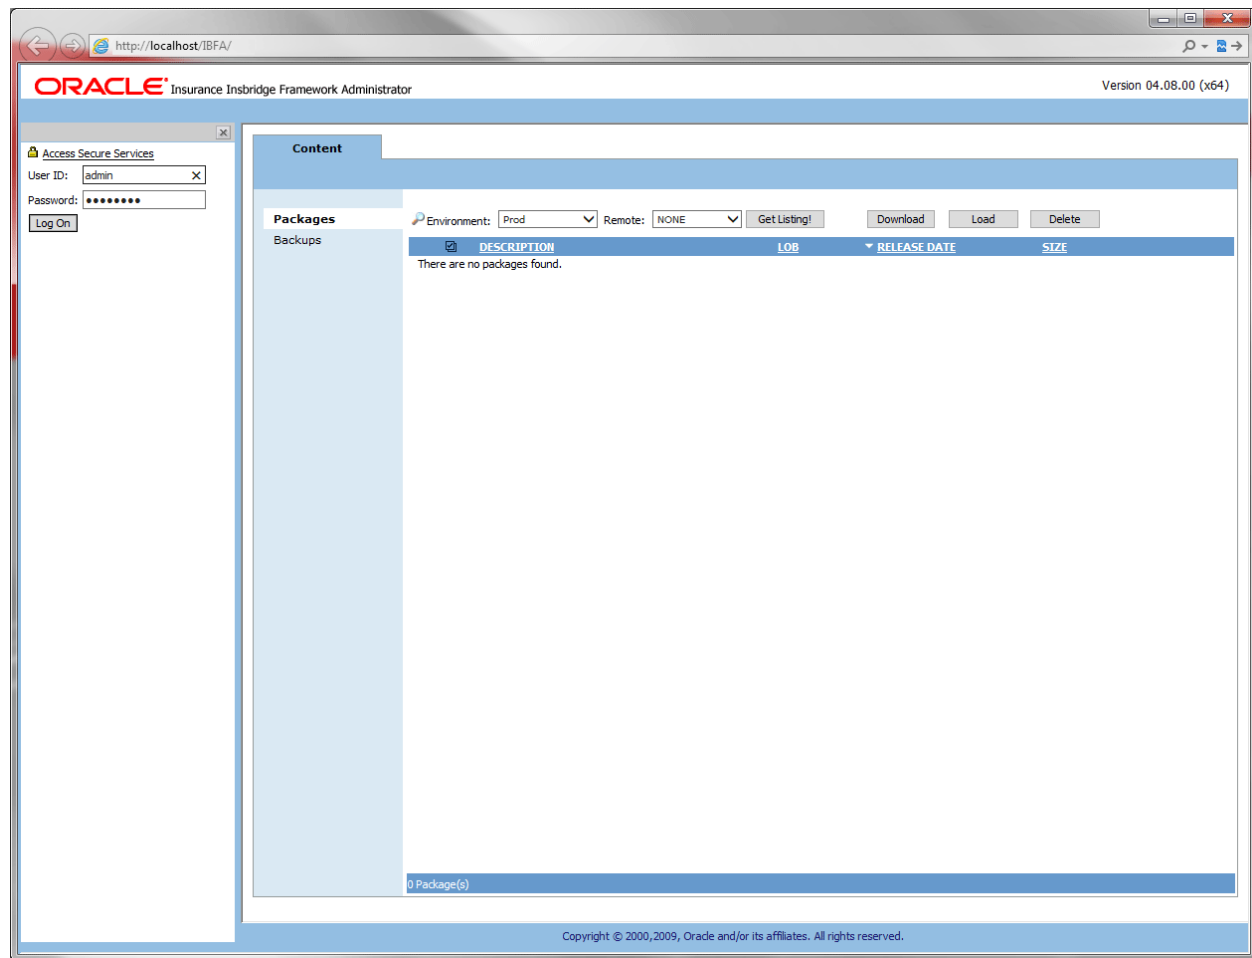 http://localhost/IBFA/
ORACLE Insurance Insbridge Framework Administrator
Version 04.08.00 (x64)
Access Secure Services
User ID: admin
Password: ●●●●●●●●
Log On
Content
Packages
Backups
Environment: Prod Remote: NONE Get Listing! Download Load Delete
DESCRIPTION LOB RELEASE DATE SIZE
There are no packages found.
0 Package(s)
Copyright © 2000,2009, Oracle and/or its affiliates. All rights reserved.